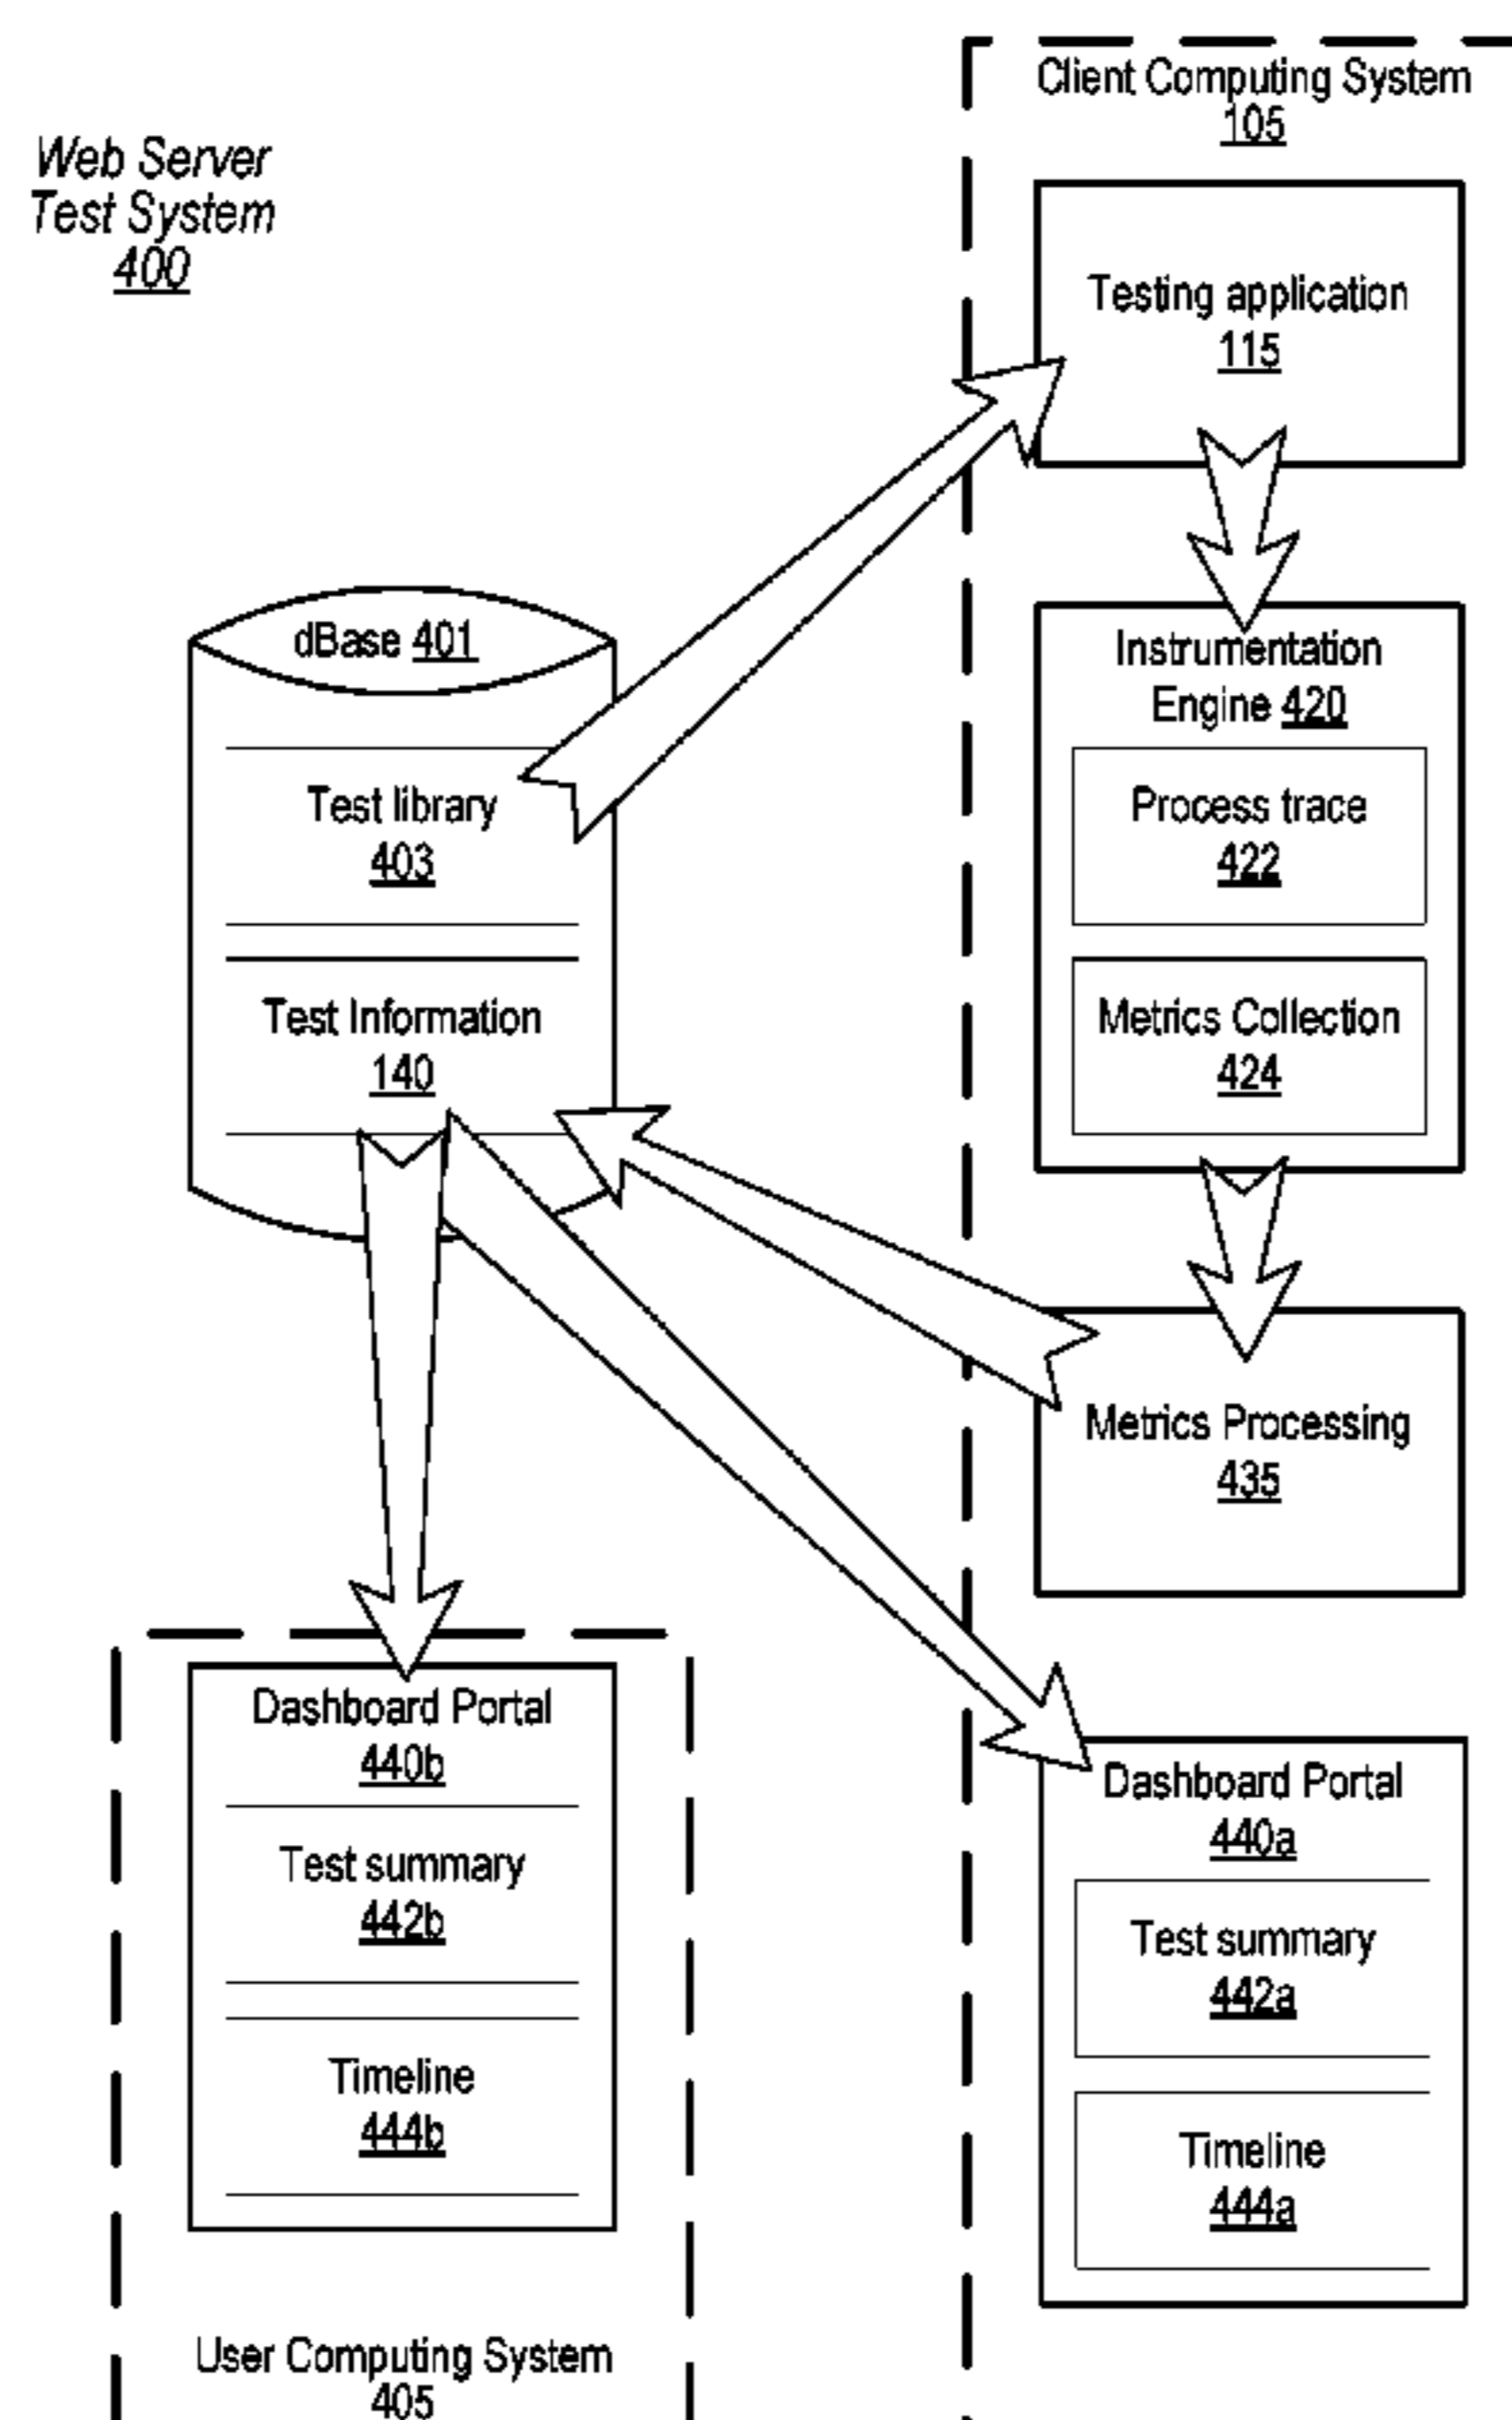 Web Server
Test System
400
Client Computing System
105
Testing application
115
dBase 401
Test library
403
Test Information
140
Instrumentation
Engine 420
Process trace
422
Metrics Collection
424
Metrics Processing
435
Dashboard Portal
440b
Test summary
442b
Timeline
444b
User Computing System
405
Dashboard Portal
440a
Test summary
442a
Timeline
444a